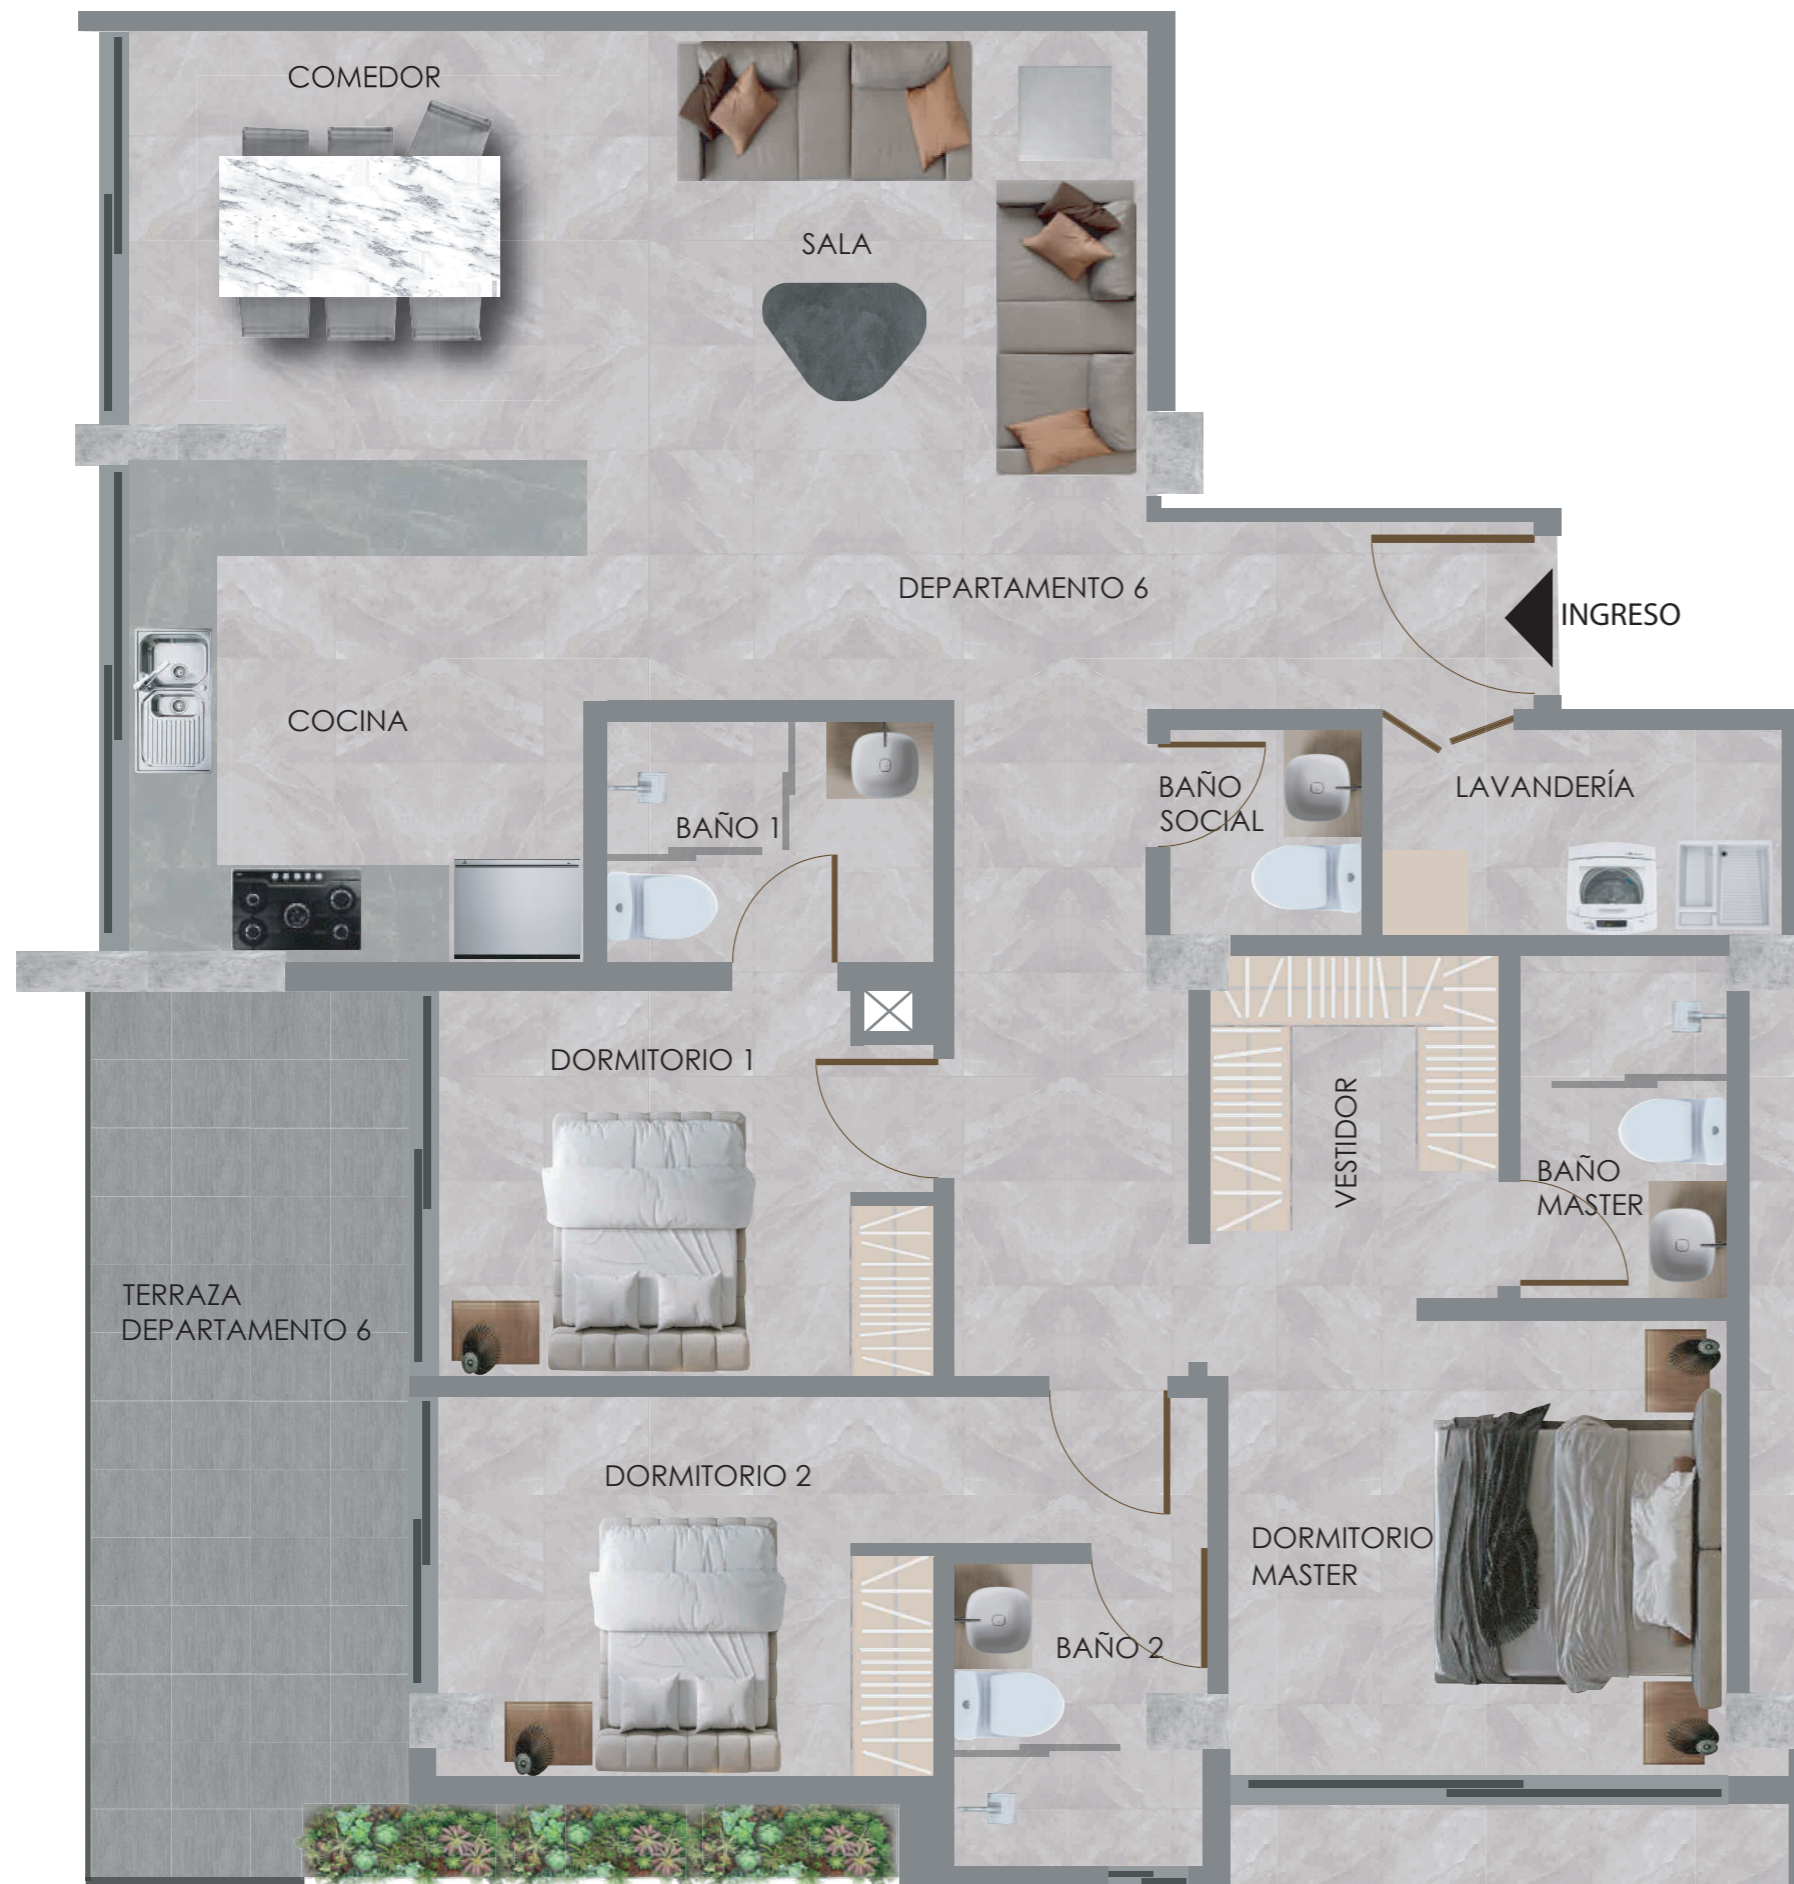 COMEDOR
SALA
DEPARTAMENTO 6
INGRESO
COCINA
BAÑO 1
BAÑO
SOCIAL
LAVANDERÍA
DORMITORIO 1
VESTIDOR
BAÑO
MASTER
TERRAZA
DEPARTAMENTO 6
DORMITORIO 2
DORMITORIO
MASTER
BAÑO 2